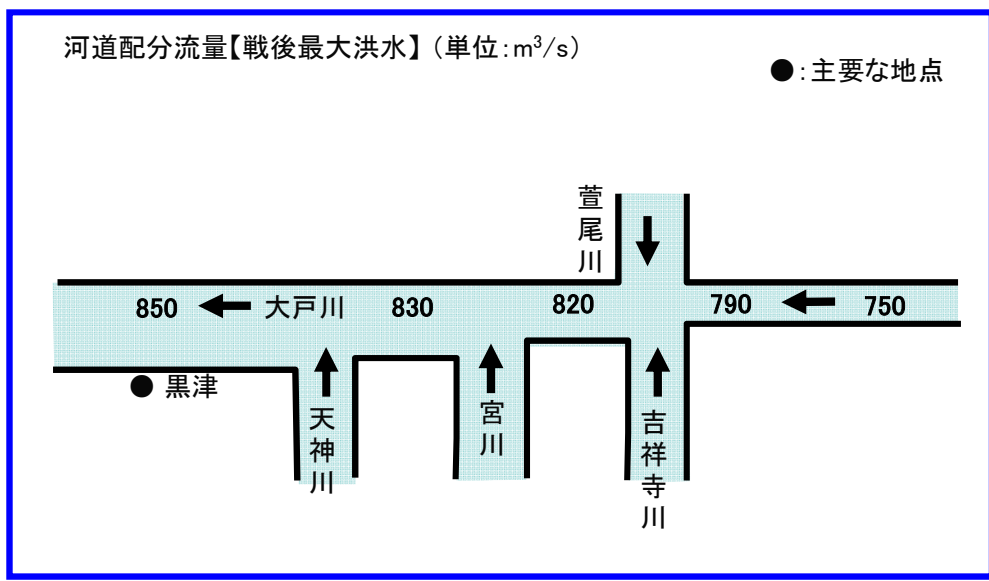 河道配分流量【戦後最大洪水】（単位:m³/s）
●:主要な地点
萱尾川
850
大戸川
830
820
790
750
● 黒津
天神川
宮川
吉祥寺川